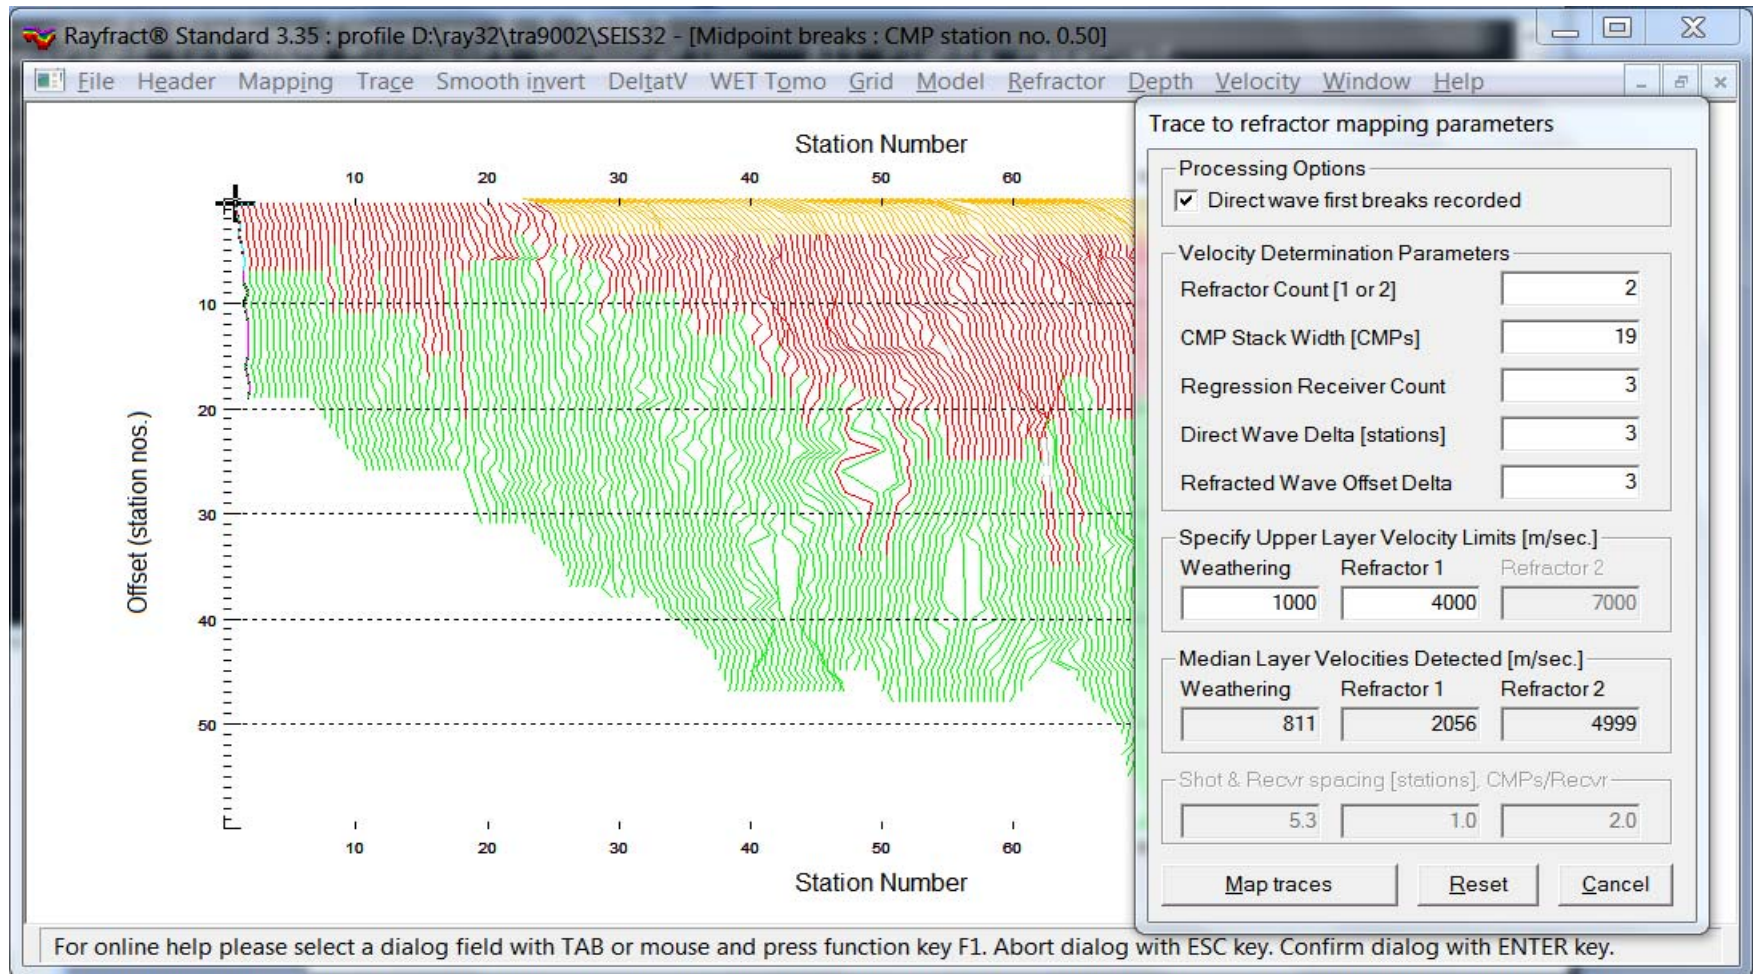 Rayfract® Standard 3.35 : profile D:\ray32\tra9002\SEIS32 - [Midpoint breaks : CMP station no. 0.50]
File Header Mapping Trace Smooth invert DeltatV WET Tomo Grid Model Refractor Depth Velocity Window Help
Station Number
10 20 30 40 50 60
Offset (station nos.)
10
20
30
40
50
10 20 30 40 50 60
Station Number
Trace to refractor mapping parameters
Processing Options
Direct wave first breaks recorded
Velocity Determination Parameters
Refractor Count [1 or 2] 2
CMP Stack Width [CMPs] 19
Regression Receiver Count 3
Direct Wave Delta [stations] 3
Refracted Wave Offset Delta 3
Specify Upper Layer Velocity Limits [m/sec.]
Weathering Refractor 1 Refractor 2
1000 4000 7000
Median Layer Velocities Detected [m/sec.]
Weathering Refractor 1 Refractor 2
811 2056 4999
Shot & Recvr spacing [stations], CMPs/Recvr
5.3 1.0 2.0
Map traces Reset Cancel
For online help please select a dialog field with TAB or mouse and press function key F1. Abort dialog with ESC key. Confirm dialog with ENTER key.